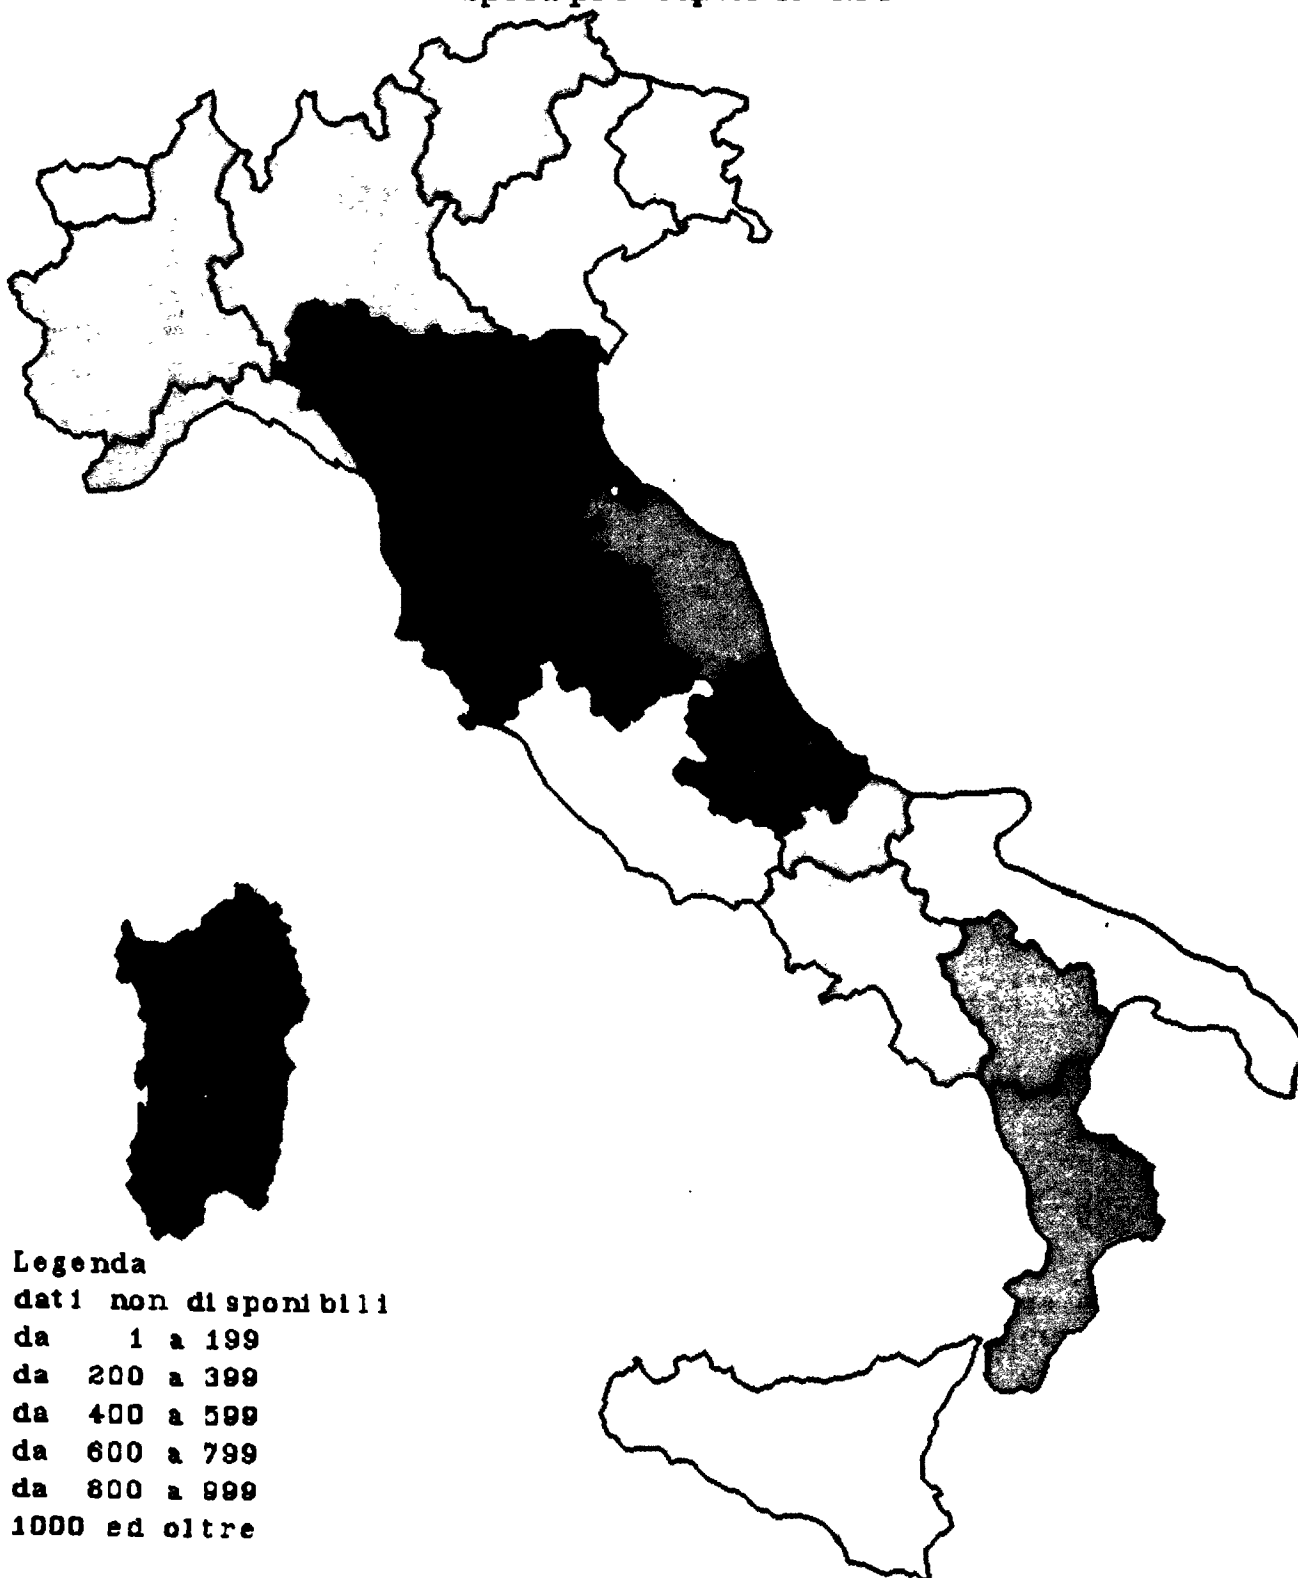 Legenda
dati non disponibili
da 1 a 199
da 200 a 399
da 400 a 599
da 600 a 799
da 800 a 999
1000 ed oltre